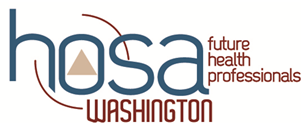 hosa
future
health
professionals
WASHINGTON